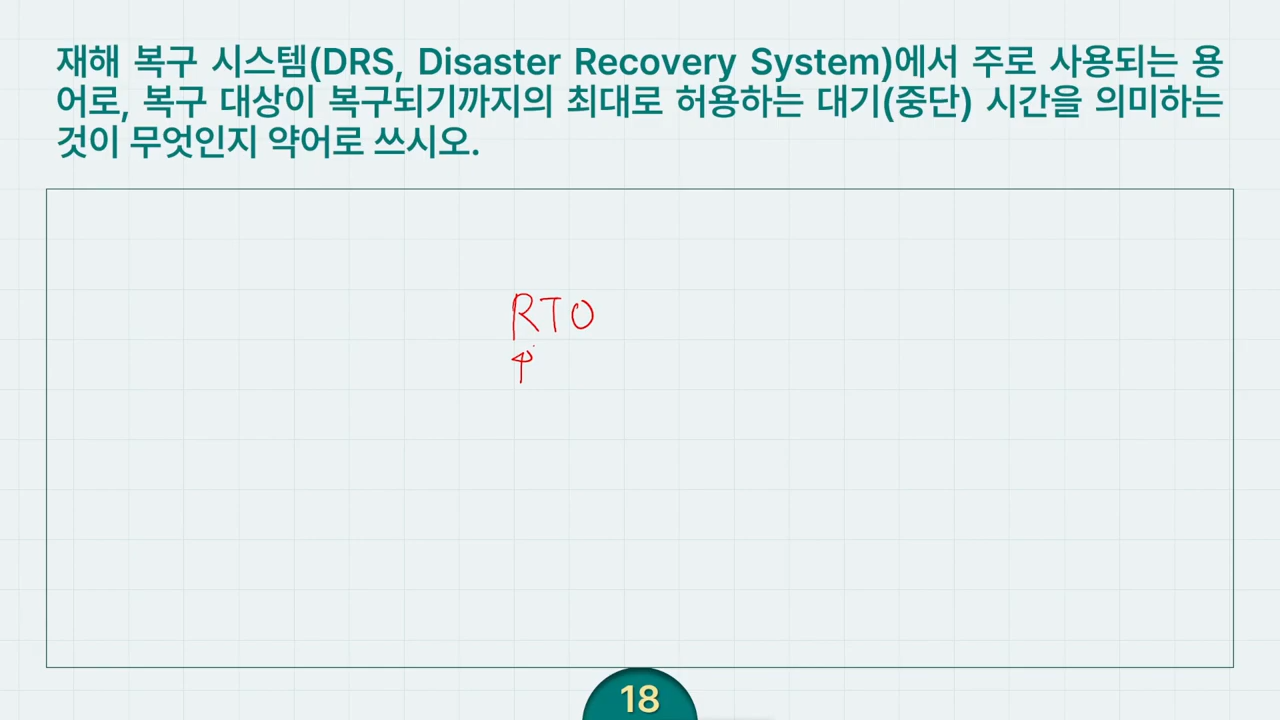 재해 복구 시스템(DRS, Disaster Recovery System)에서 주로 사용되는 용
어로, 복구 대상이 복구되기까지의 최대로 허용하는 대기(중단) 시간을 의미하는
것이 무엇인지 약어로 쓰시오.
RTO
18